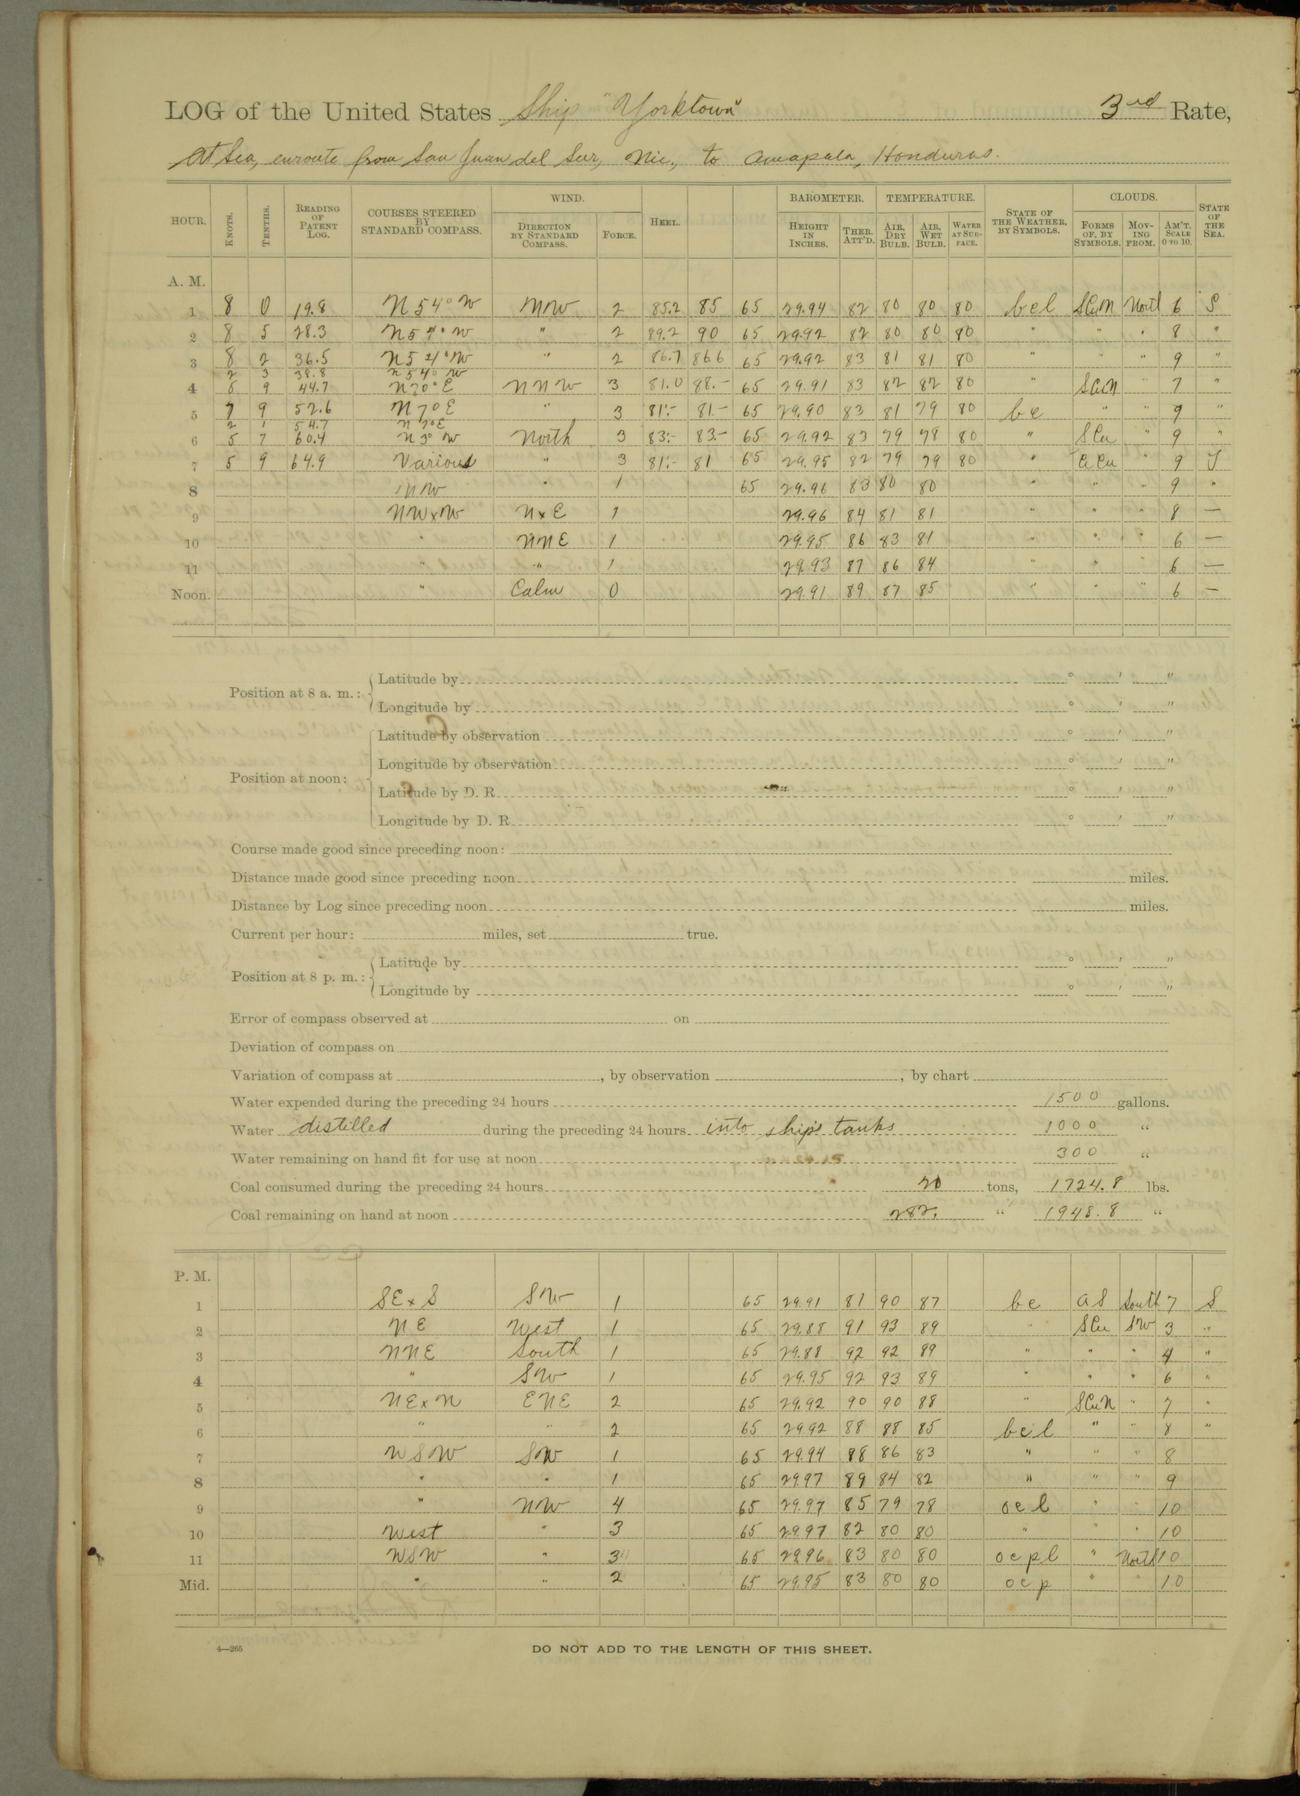 LOG of the United States Ship "Yorktown" 3rd Rate,
At Sea, enroute from San Juan del Sur, Nic., to Amapala, Honduras.
HOUR. KNOTS. TENTHS. READING OF PATENT LOG. COURSES STEERED BY STANDARD COMPASS. WIND. DIRECTION BY STANDARD COMPASS. FORCE. HEEL. BAROMETER. HEIGHT IN INCHES. THER. ATT'D. TEMPERATURE. AIR, DRY BULB. AIR, WET BULB. WATER AT SURFACE. STATE OF THE WEATHER, BY SYMBOLS. CLOUDS. FORMS OF, BY SYMBOLS. MOVING FROM. AM'T. SCALE 0 TO 10. STATE OF THE SEA.
A. M.
1 8 0 19.8 N 54° W NNW 2 85.2 85 65 29.94 82 80 80 80 bcl SCuN North 6 S
2 8 5 28.3 N 54° W " 2 89.2 90 65 29.92 82 80 80 80 " " " 8 "
3 8 2 36.5 N 54° W " 2 86.7 86.6 65 29.92 83 81 81 80 " " " 9 "
2 3 38.8 N 54° W
4 5 9 44.7 N 70° E NNW 3 81.0 88.- 65 29.91 83 82 82 80 " SCuN " 7 "
5 7 9 52.6 N 7° E " 3 81.- 81.- 65 29.90 83 81 79 80 bc " " 9 "
2 1 54.7 N 7° E
6 5 7 60.4 N 3° W North 3 83.- 83.- 65 29.92 83 79 78 80 " SCu " 9 "
7 5 9 64.9 Various " 3 81.- 81 65 29.95 82 79 79 80 " CiCu " 9 S
8 NNW " 1 65 29.96 83 80 80 " " " 9 "
9 NWxW NxE 1 29.96 84 81 81 " " " 8 —
10 " NNE 1 29.95 86 83 81 " " " 6 —
11 " " 1 29.93 87 86 84 " " 6 —
Noon. " Calm 0 29.91 89 87 85 " " 6 —
Position at 8 a. m.: Latitude by ° ' "
Longitude by ° ' "
Position at noon: Latitude by observation ° ' "
Longitude by observation ° ' "
Latitude by D. R. ° ' "
Longitude by D. R. ° ' "
Course made good since preceding noon:
Distance made good since preceding noon miles.
Distance by Log since preceding noon miles.
Current per hour: miles, set true.
Position at 8 p. m.: Latitude by ° ' "
Longitude by ° ' "
Error of compass observed at on
Deviation of compass on
Variation of compass at , by observation , by chart
Water expended during the preceding 24 hours 1500 gallons.
Water distilled during the preceding 24 hours into ship's tanks 1000 "
Water remaining on hand fit for use at noon 300 "
Coal consumed during the preceding 24 hours 20 tons, 1724.8 lbs.
Coal remaining on hand at noon 282. " 1948.8 "
P. M.
1 SExS SW 1 65 29.91 81 90 87 bc AS South 7 S
2 NE West 1 65 29.88 91 93 89 " SCu SW 3 "
3 NNE South 1 65 29.88 92 92 89 " " " 4 "
4 " SW 1 65 29.95 92 93 89 " " " 6 "
5 NExN ENE 2 65 29.92 90 90 88 " SCuN " 7 "
6 " " 2 65 29.92 88 88 85 bcl " " 8 "
7 WSW SW 1 65 29.94 88 86 83 " " " 8
8 " " 1 65 29.97 89 84 82 " " " 9
9 " NW 4 65 29.97 85 79 78 ocl " " 10
10 West " 3 65 29.97 82 80 80 " " 10
11 WSW " 3 65 29.96 83 80 80 ocpl " North 10
Mid. " " 2 65 29.95 83 80 80 ocp " " 10
4—265
DO NOT ADD TO THE LENGTH OF THIS SHEET.